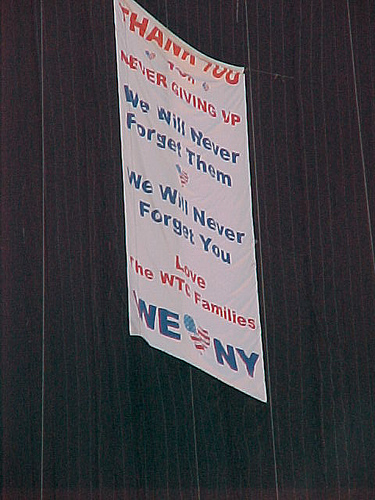 THANK YOU
FOR
NEVER GIVING UP
We Will Never
Forget Them
We Will Never
Forget You
Love
The WTC Families
WE NY